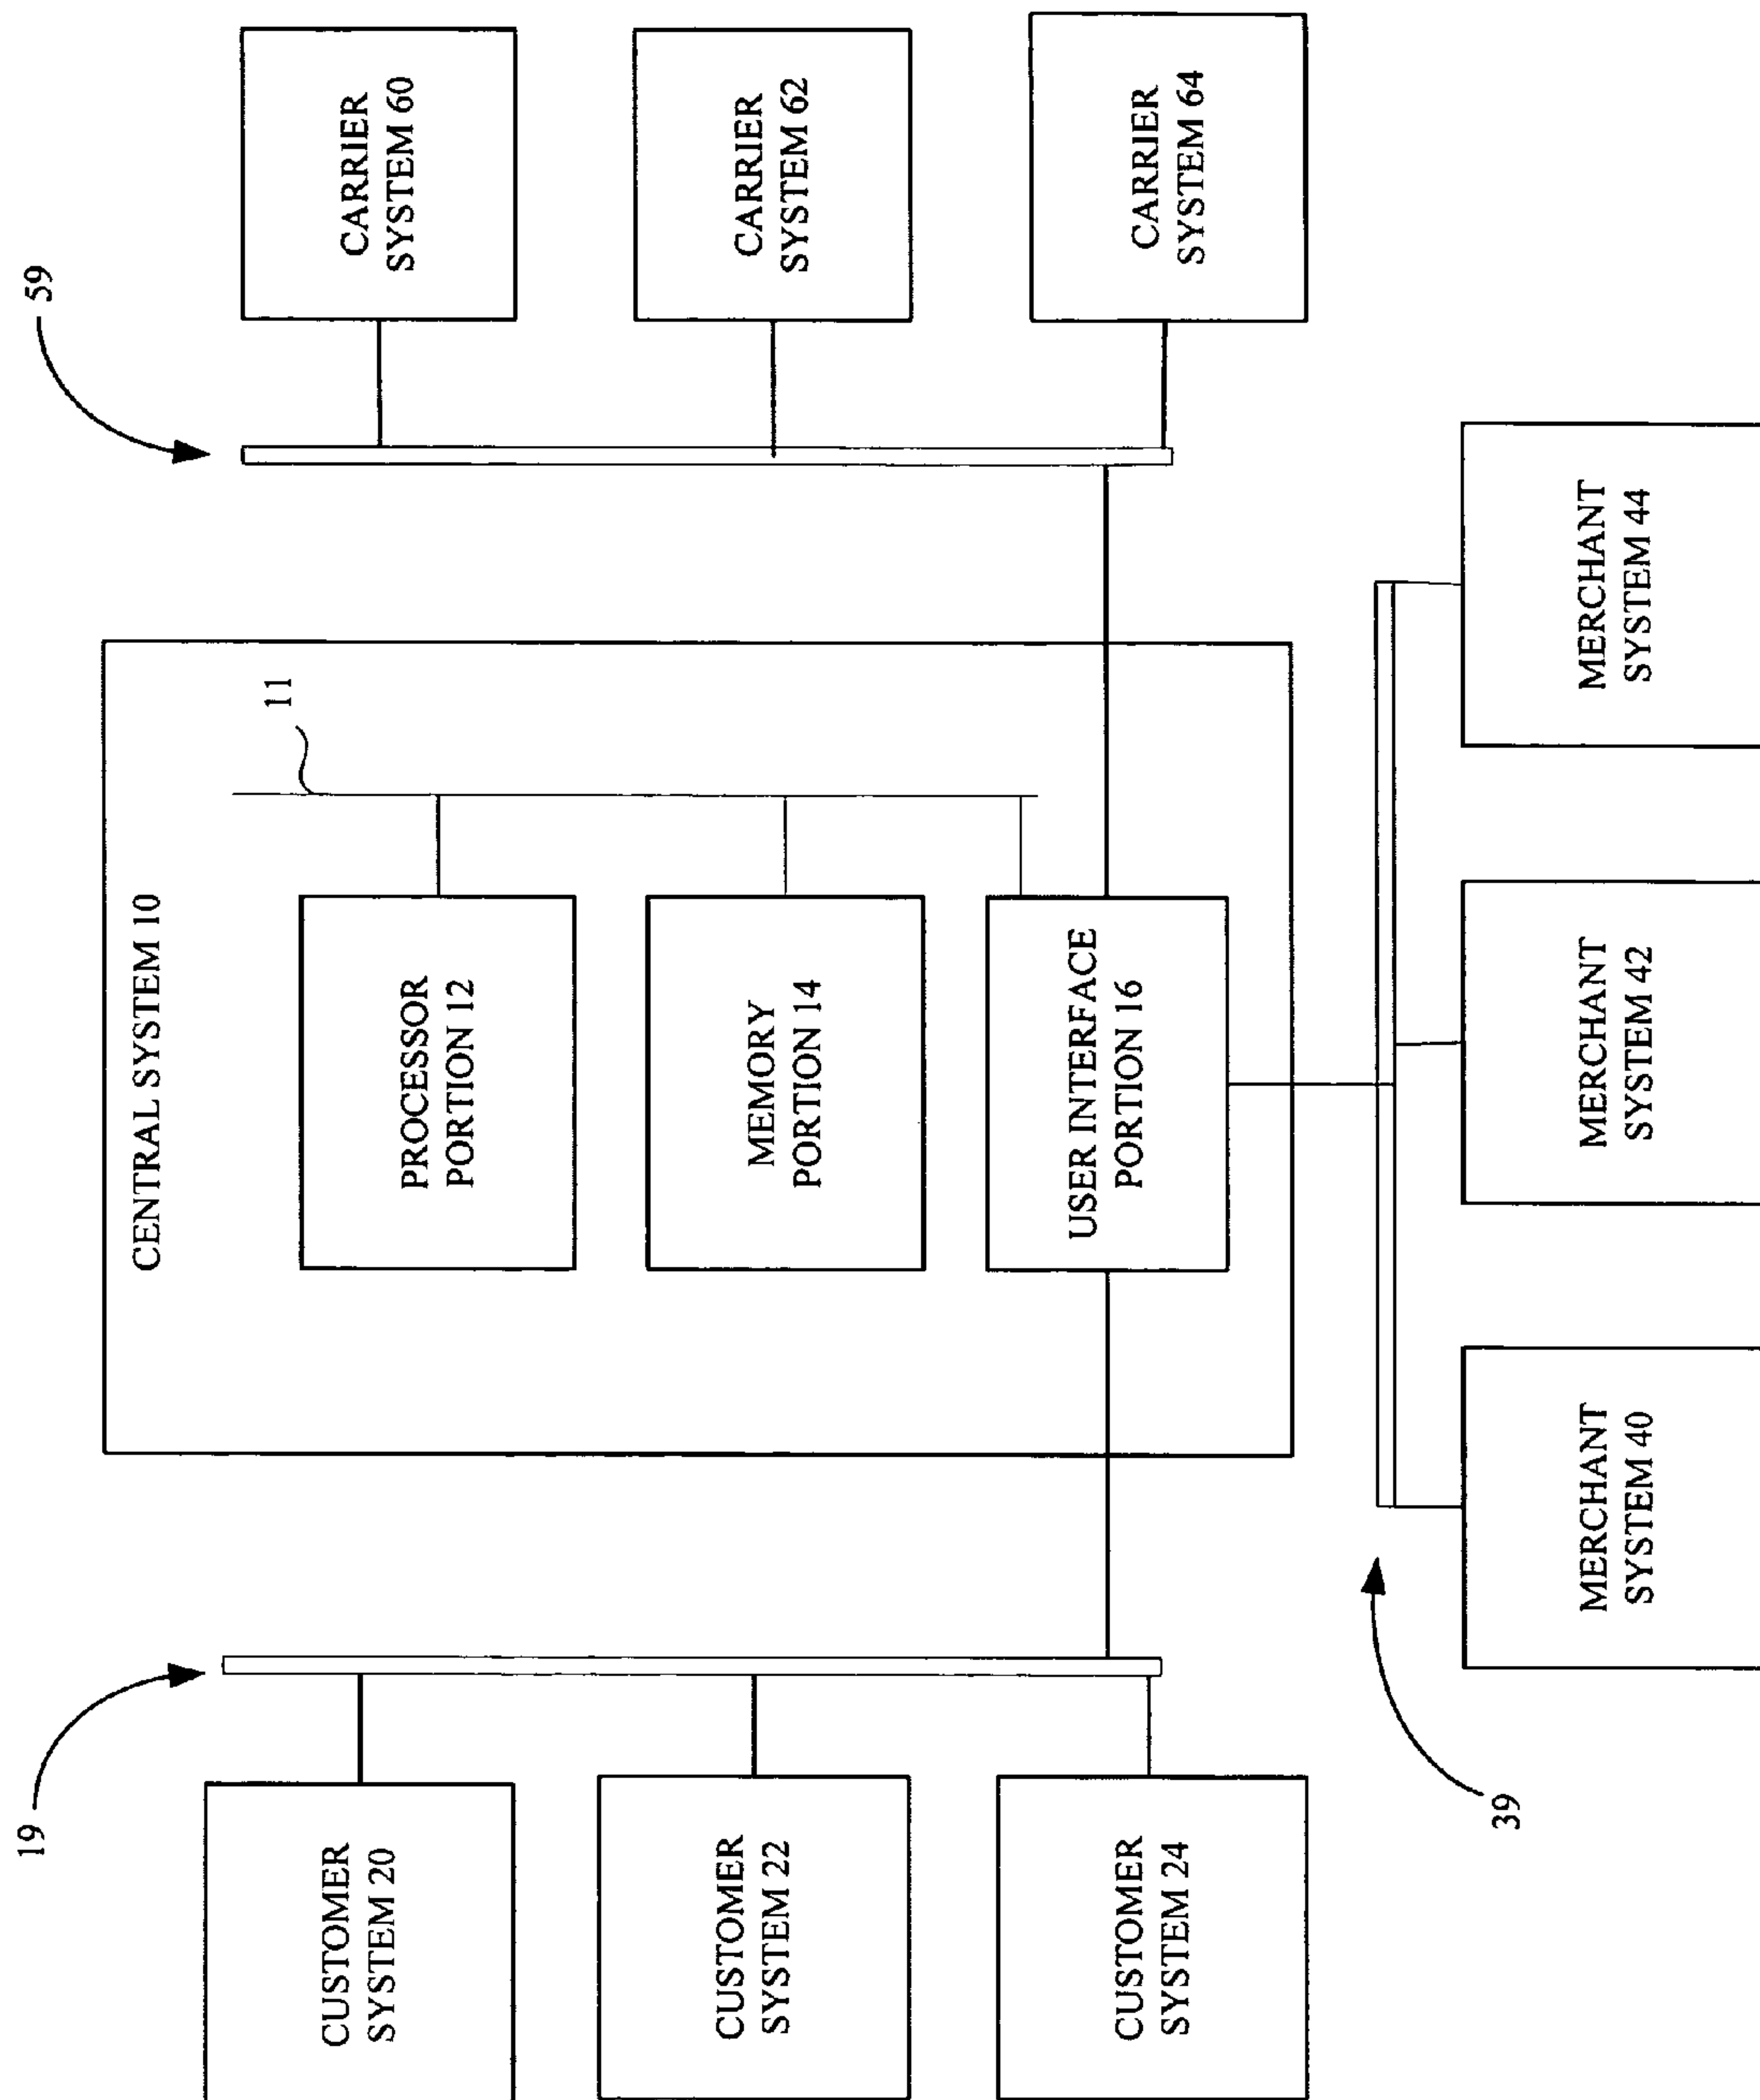 19
59
CENTRAL SYSTEM 10
11
CUSTOMER
SYSTEM 20
PROCESSOR
PORTION 12
CARRIER
SYSTEM 60
CUSTOMER
SYSTEM 22
MEMORY
PORTION 14
CARRIER
SYSTEM 62
CUSTOMER
SYSTEM 24
USER INTERFACE
PORTION 16
CARRIER
SYSTEM 64
39
MERCHANT
SYSTEM 40
MERCHANT
SYSTEM 42
MERCHANT
SYSTEM 44